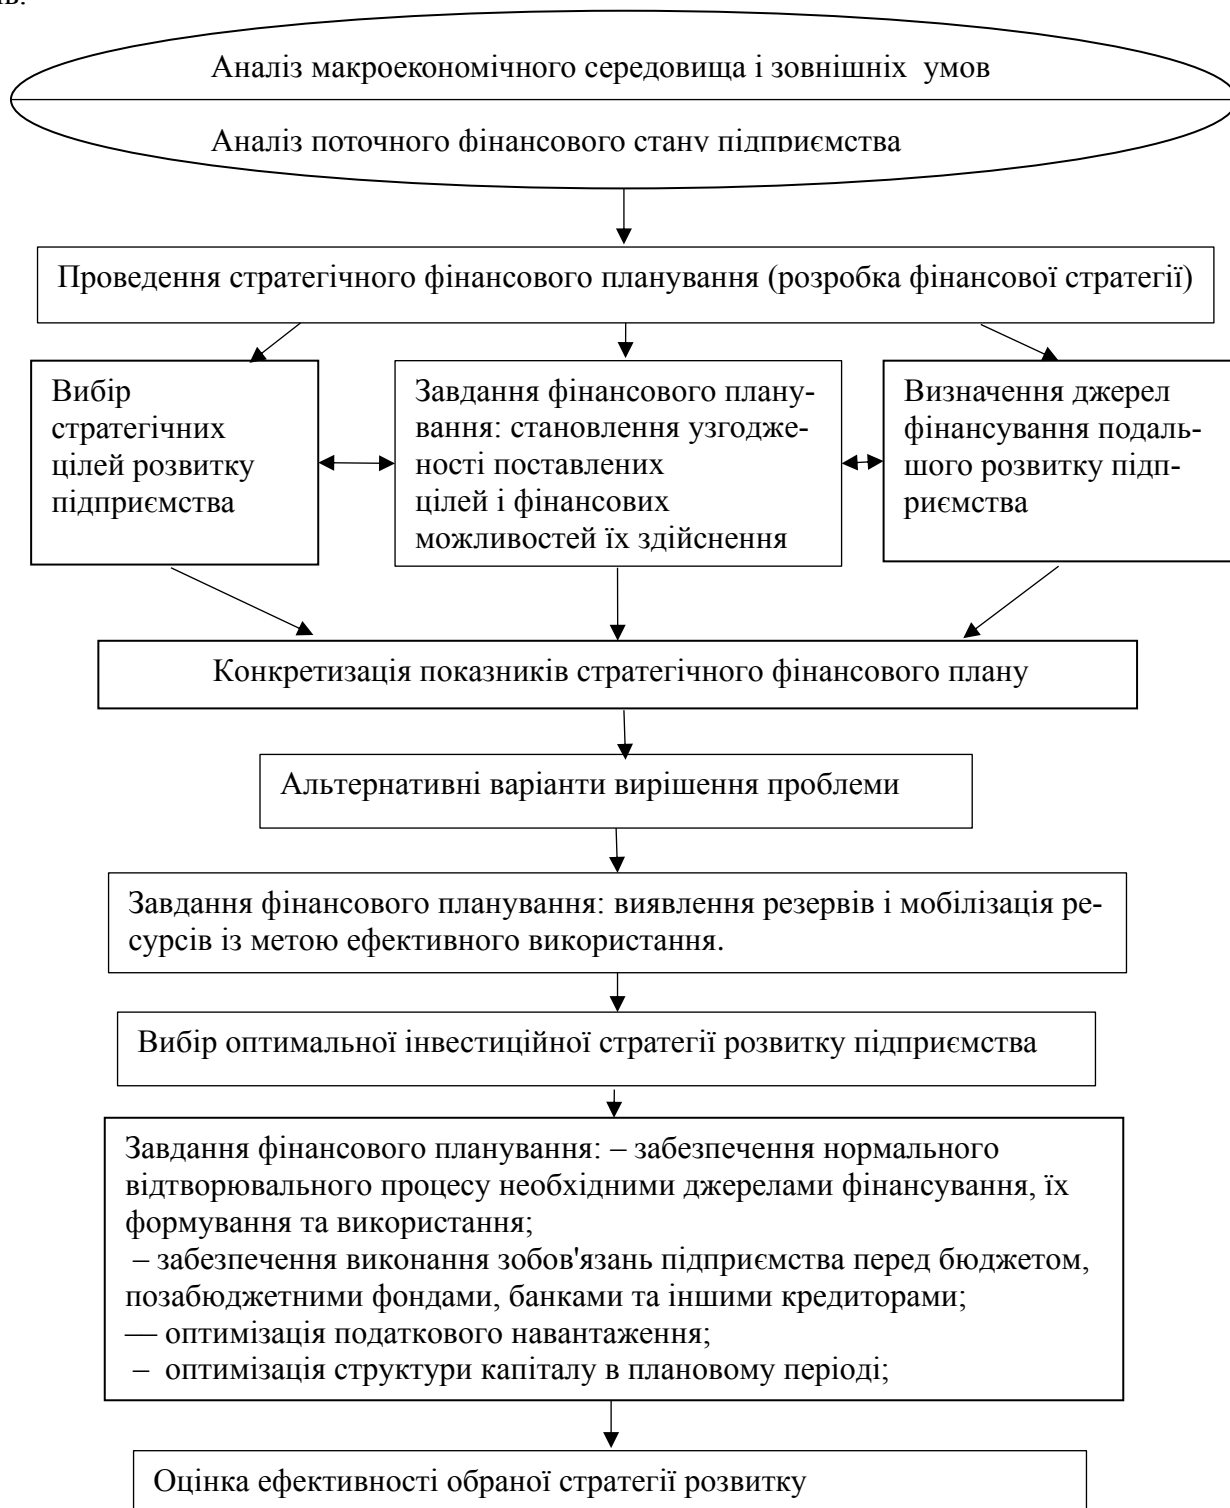 Аналіз макроекономічного середовища і зовнішніх умов
Аналіз поточного фінансового стану підприємства
Проведення стратегічного фінансового планування (розробка фінансової стратегії)
Вибір
стратегічних
цілей розвитку
підприємства
Завдання фінансового плану-
вання: становлення узгодже-
ності поставлених
цілей і фінансових
можливостей їх здійснення
Визначення джерел
фінансування подаль-
шого розвитку підп-
риємства
Конкретизація показників стратегічного фінансового плану
Альтернативні варіанти вирішення проблеми
Завдання фінансового планування: виявлення резервів і мобілізація ре-
сурсів із метою ефективного використання.
Вибір оптимальної інвестиційної стратегії розвитку підприємства
Завдання фінансового планування: – забезпечення нормального
відтворювального процесу необхідними джерелами фінансування, їх
формування та використання;
– забезпечення виконання зобов'язань підприємства перед бюджетом,
позабюджетними фондами, банками та іншими кредиторами;
— оптимізація податкового навантаження;
– оптимізація структури капіталу в плановому періоді;
Оцінка ефективності обраної стратегії розвитку